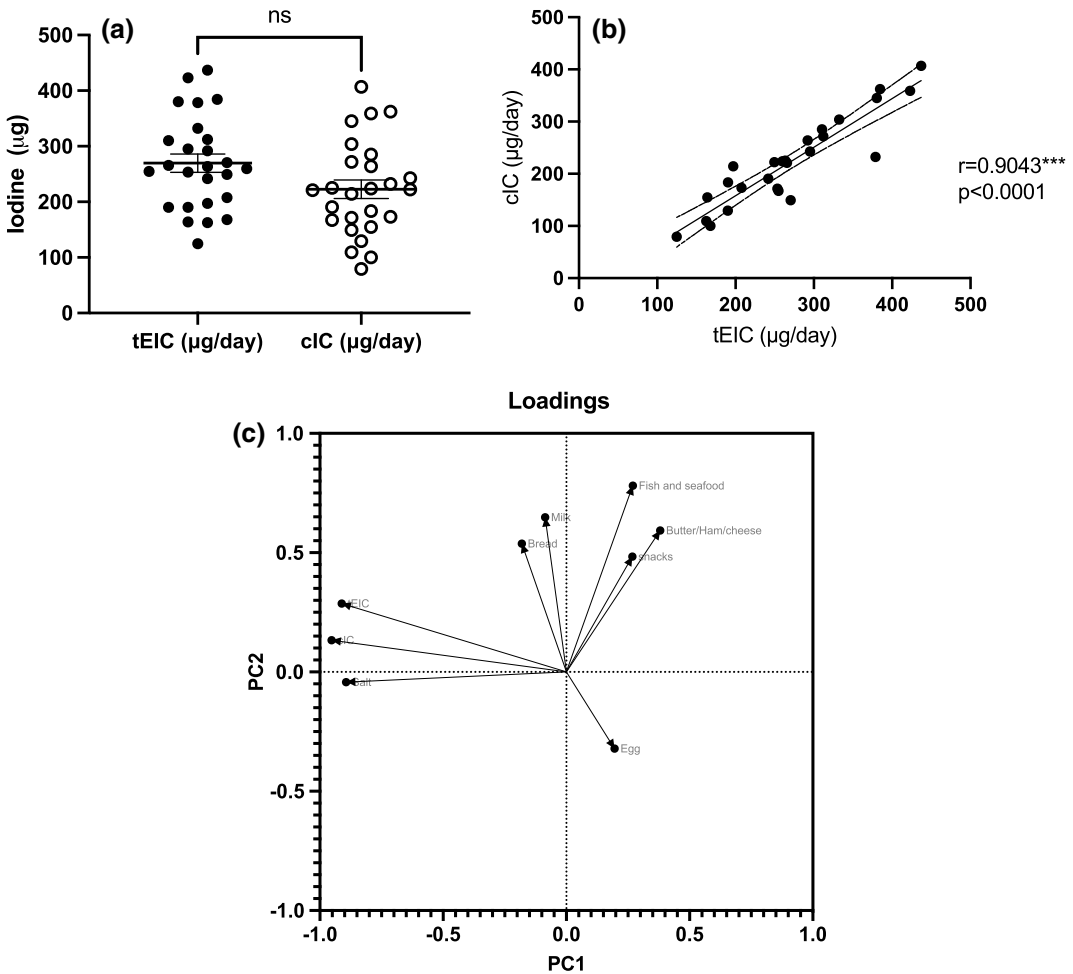 (a)
ns
500
400
300
200
100
0
Iodine (µg)
tEIC (µg/day)
cIC (µg/day)
(b)
500
400
300
200
100
0
cIC (µg/day)
0
100
200
300
400
500
tEIC (µg/day)
r=0.9043***
p<0.0001
Loadings
(c)
1.0
0.5
0.0
-0.5
-1.0
PC2
Fish and seafood
Milk
Butter/Ham/cheese
Bread
snacks
tEIC
cIC
Salt
Egg
-1.0
-0.5
0.0
0.5
1.0
PC1